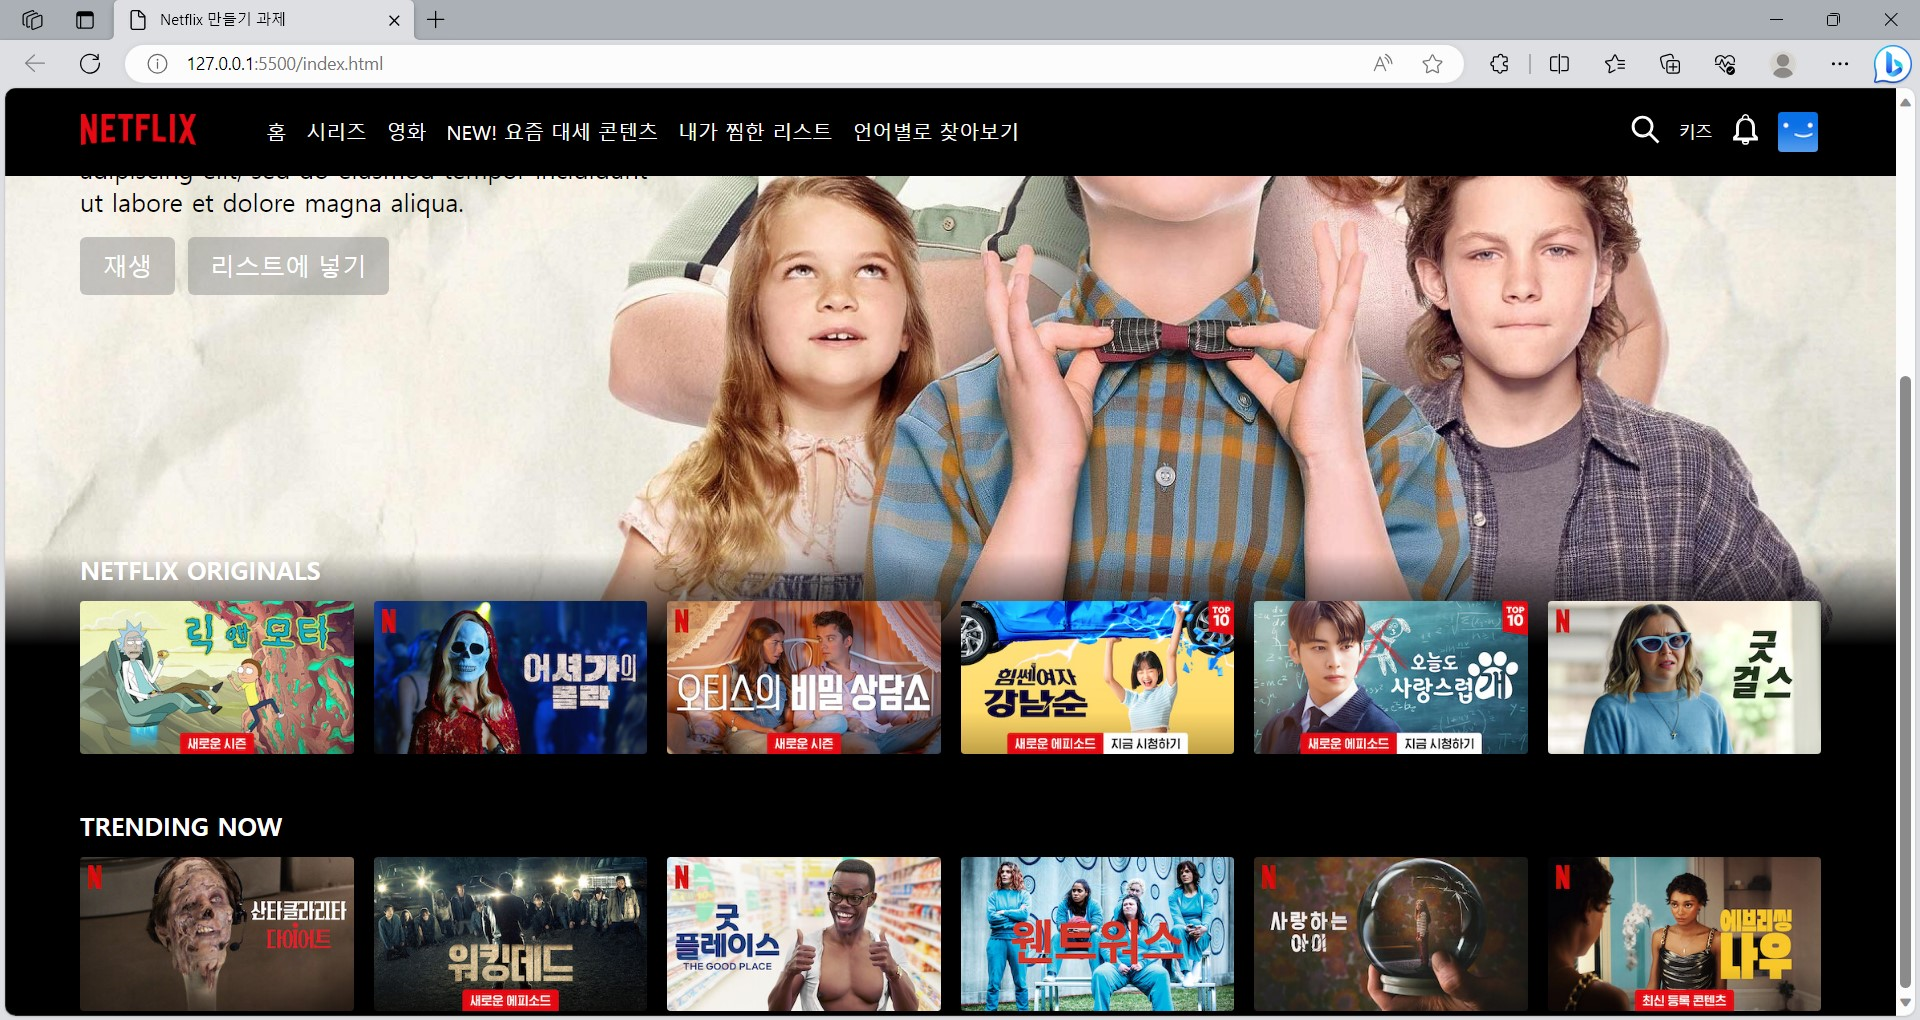 Netflix 만들기 과제
127.0.0.1:5500/index.html
NETFLIX
홈 시리즈 영화 NEW! 요즘 대세 콘텐츠 내가 찜한 리스트 언어별로 찾아보기
키즈
adipiscing elit, sed do eiusmod tempor incididunt
ut labore et dolore magna aliqua.
재생 리스트에 넣기
NETFLIX ORIGINALS
릭 앤 모티
새로운 시즌
N
어셔가의
몰락
N
오티스의 비밀 상담소
새로운 시즌
TOP
10
힘쎈여자
강남순
새로운 에피소드 지금 시청하기
TOP
10
오늘도
사랑스럽개
새로운 에피소드 지금 시청하기
N
굿
걸스
TRENDING NOW
N
산타클라리타
다이어트
워킹데드
새로운 에피소드
N
굿
플레이스
THE GOOD PLACE
웬트워스
N
사랑하는
아이
N
에브리씽
나우
최신 등록 콘텐츠